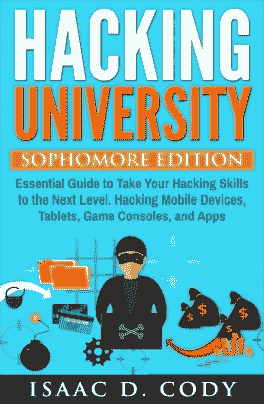 HACKING
UNIVERSITY
SOPHOMORE EDITION
Essential Guide to Take Your Hacking Skills
to the Next Level. Hacking Mobile Devices,
Tablets, Game Consoles, and Apps
$
$
$
ISAAC D. CODY